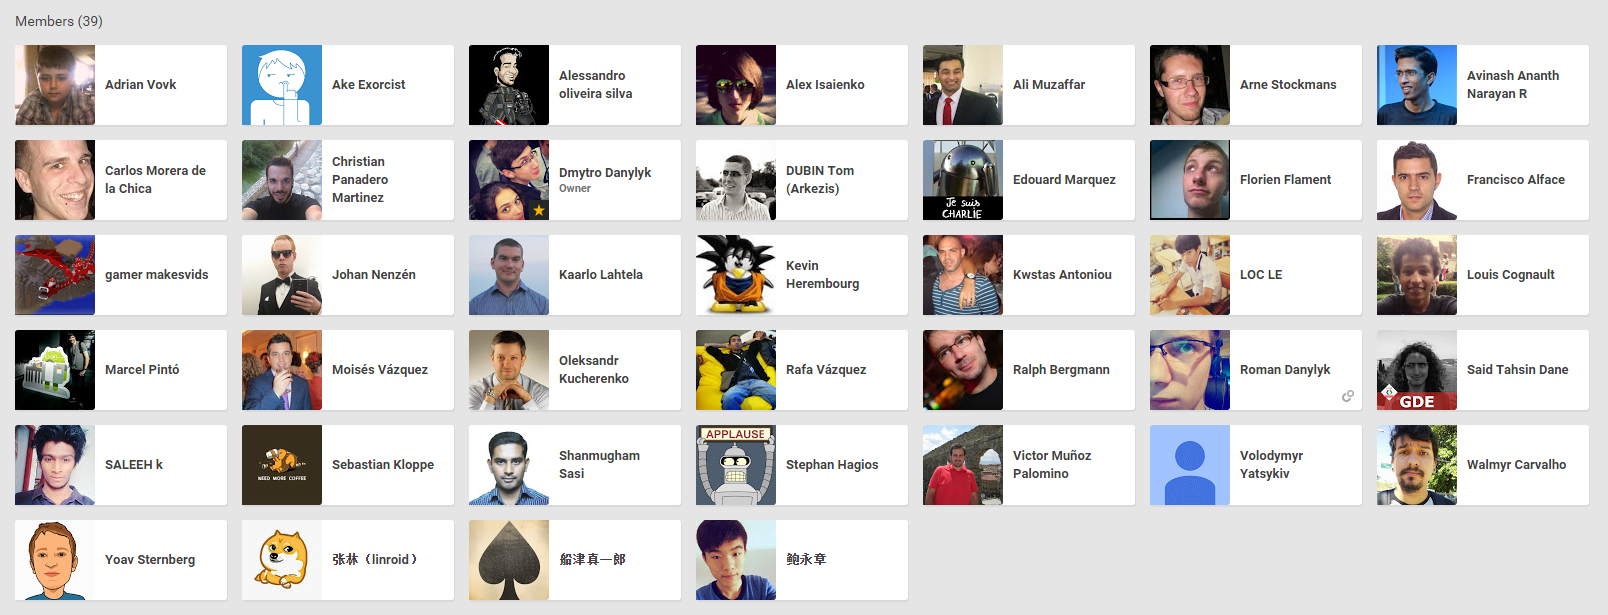 Members (39)
Adrian Vovk
Ake Exorcist
Alessandro
oliveira silva
Alex Isaienko
Ali Muzaffar
Arne Stockmans
Avinash Ananth
Narayan R
Carlos Morera de
la Chica
Christian
Panadero
Martinez
Dmytro Danylyk
Owner
DUBIN Tom
(Arkezis)
Je suis
CHARLIE
Edouard Marquez
Florien Flament
Francisco Alface
gamer makesvids
Johan Nenzén
Kaarlo Lahtela
Kevin
Herembourg
Kwstas Antoniou
LOC LE
Louis Cognault
Marcel Pintó
Moisés Vázquez
Oleksandr
Kucherenko
Rafa Vázquez
Ralph Bergmann
Roman Danylyk
GDE
Said Tahsin Dane
SALEEH k
NEED MORE COFFEE
Sebastian Kloppe
Shanmugham
Sasi
APPLAUSE
Stephan Hagios
Victor Muñoz
Palomino
Volodymyr
Yatsykiv
Walmyr Carvalho
Yoav Sternberg
张林（linroid）
船津真一郎
鲍永章